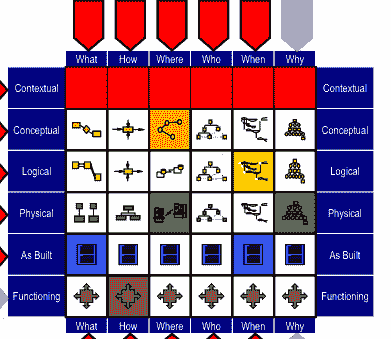 What How Where Who When Why
Contextual Contextual
Conceptual Conceptual
Logical Logical
Physical Physical
As Built As Built
Functioning Functioning
What How Where Who When Why